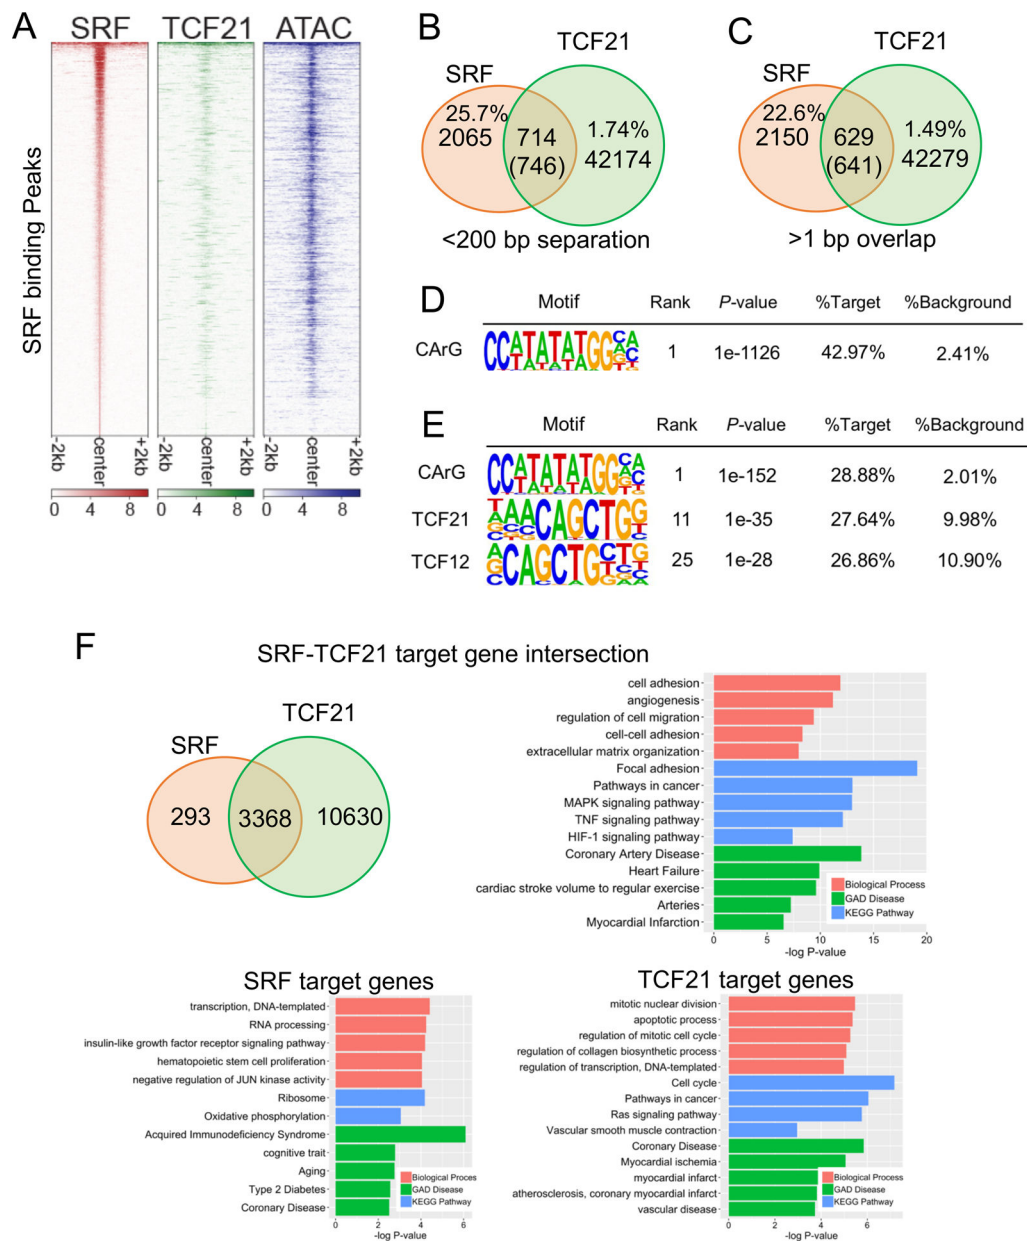 A
SRF TCF21 ATAC
SRF binding Peaks
-2kb center +2kb -2kb center +2kb -2kb center +2kb
0 4 8 0 4 8 0 4 8
B
TCF21
SRF
25.7%
2065 714 1.74%
(746) 42174
<200 bp separation
C
TCF21
SRF
22.6%
2150 629 1.49%
(641) 42279
>1 bp overlap
D
Motif Rank P-value %Target %Background
CArG 1 1e-1126 42.97% 2.41%
E
Motif Rank P-value %Target %Background
CArG 1 1e-152 28.88% 2.01%
TCF21 11 1e-35 27.64% 9.98%
TCF12 25 1e-28 26.86% 10.90%
F
SRF-TCF21 target gene intersection
TCF21
SRF
293 3368 10630
cell adhesion
angiogenesis
regulation of cell migration
cell-cell adhesion
extracellular matrix organization
Focal adhesion
Pathways in cancer
MAPK signaling pathway
TNF signaling pathway
HIF-1 signaling pathway
Coronary Artery Disease
Heart Failure
cardiac stroke volume to regular exercise
Arteries
Myocardial Infarction
Biological Process
GAD Disease
KEGG Pathway
0 5 10 15 20
-log P-value
SRF target genes
transcription, DNA-templated
RNA processing
insulin-like growth factor receptor signaling pathway
hematopoietic stem cell proliferation
negative regulation of JUN kinase activity
Ribosome
Oxidative phosphorylation
Acquired Immunodeficiency Syndrome
cognitive trait
Aging
Type 2 Diabetes
Coronary Disease
Biological Process
GAD Disease
KEGG Pathway
0 2 4 6
-log P-value
TCF21 target genes
mitotic nuclear division
apoptotic process
regulation of mitotic cell cycle
regulation of collagen biosynthetic process
regulation of transcription, DNA-templated
Cell cycle
Pathways in cancer
Ras signaling pathway
Vascular smooth muscle contraction
Coronary Disease
Myocardial ischemia
myocardial infarct
atherosclerosis, coronary myocardial infarct
vascular disease
Biological Process
GAD Disease
KEGG Pathway
0 2 4 6
-log P-value